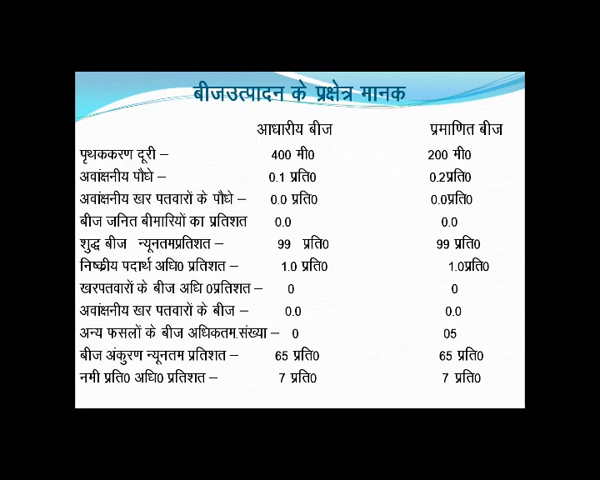 बीजउत्पादन के प्रक्षेत्र मानक
आधारीय बीज प्रमाणित बीज
पृथककरण दूरी – 400 मी0 200 मी0
अवांक्षनीय पौधे – 0.1 प्रति0 0.2प्रति0
अवांक्षनीय खर पतवारों के पौधे – 0.0 प्रति0 0.0प्रति0
बीज जनित बीमारियों का प्रतिशत 0.0 0.0
शुद्ध बीज न्यूनतमप्रतिशत – 99 प्रति0 99 प्रति0
निष्क्रीय पदार्थ अधि0 प्रतिशत – 1.0 प्रति0 1.0प्रति0
खरपतवारों के बीज अधि 0प्रतिशत – 0 0
अवांक्षनीय खर पतवारों के बीज – 0.0 0.0
अन्य फसलों के बीज अधिकतम.संख्या – 0 05
बीज अंकुरण न्यूनतम प्रतिशत – 65 प्रति0 65 प्रति0
नमी प्रति0 अधि0 प्रतिशत – 7 प्रति0 7 प्रति0